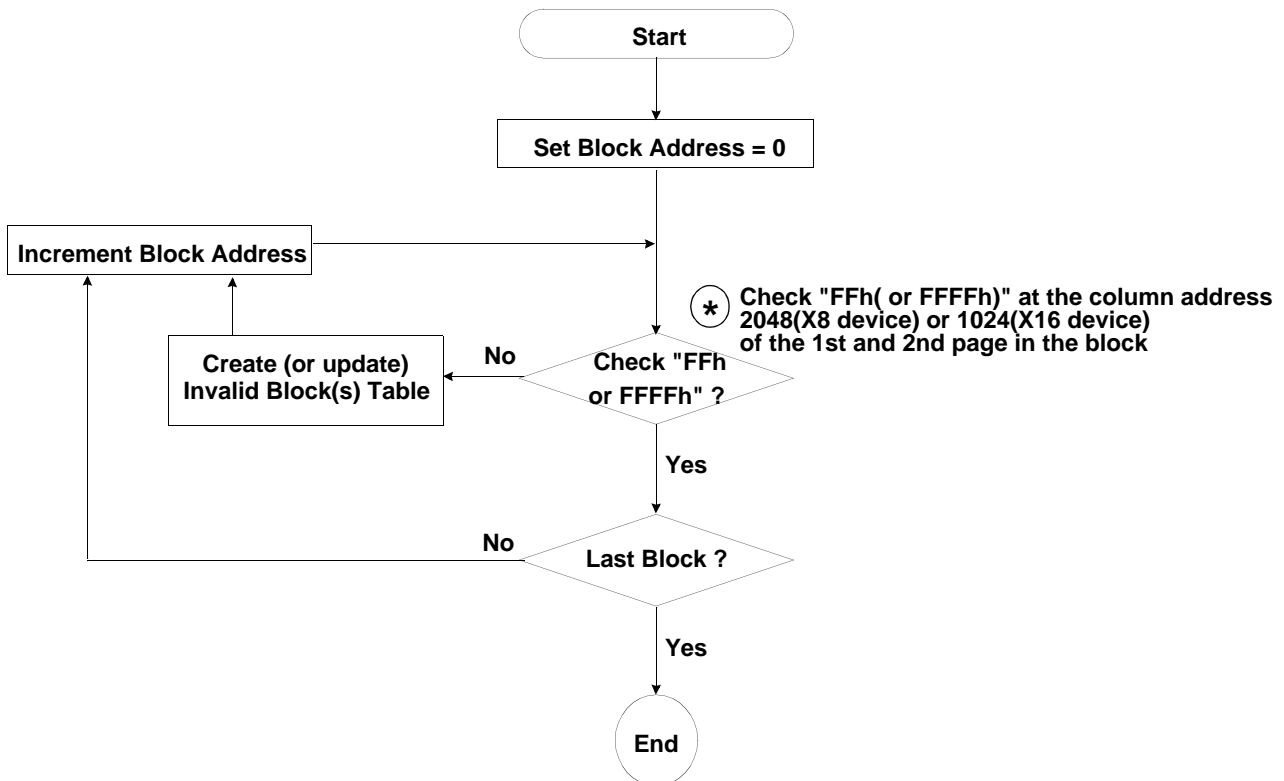 Start
Set Block Address = 0
Increment Block Address
* Check "FFh( or FFFFh)" at the column address
2048(X8 device) or 1024(X16 device)
of the 1st and 2nd page in the block
Create (or update)
Invalid Block(s) Table
No
Check "FFh
or FFFFh" ?
Yes
No
Last Block ?
Yes
End